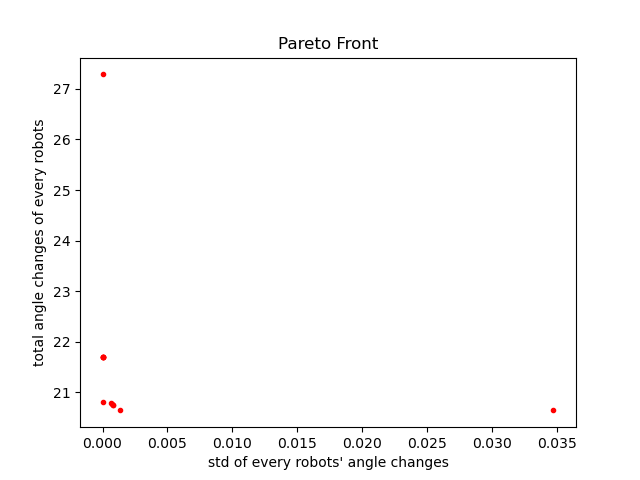 Pareto Front
total angle changes of every robots
27
26
25
24
23
22
21
0.000 0.005 0.010 0.015 0.020 0.025 0.030 0.035
std of every robots' angle changes